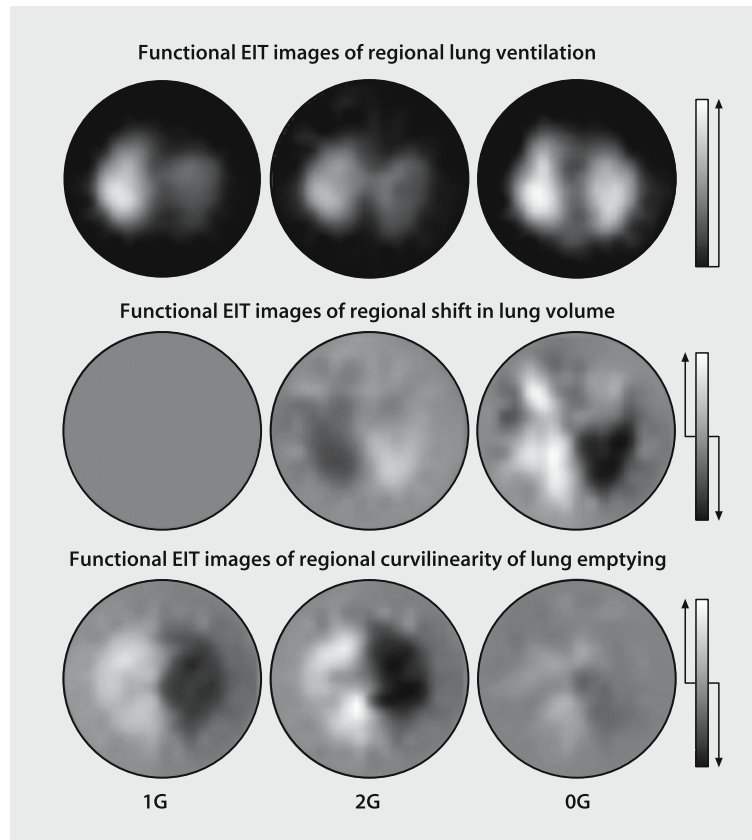 Functional EIT images of regional lung ventilation
Functional EIT images of regional shift in lung volume
Functional EIT images of regional curvilinearity of lung emptying
1G 2G 0G